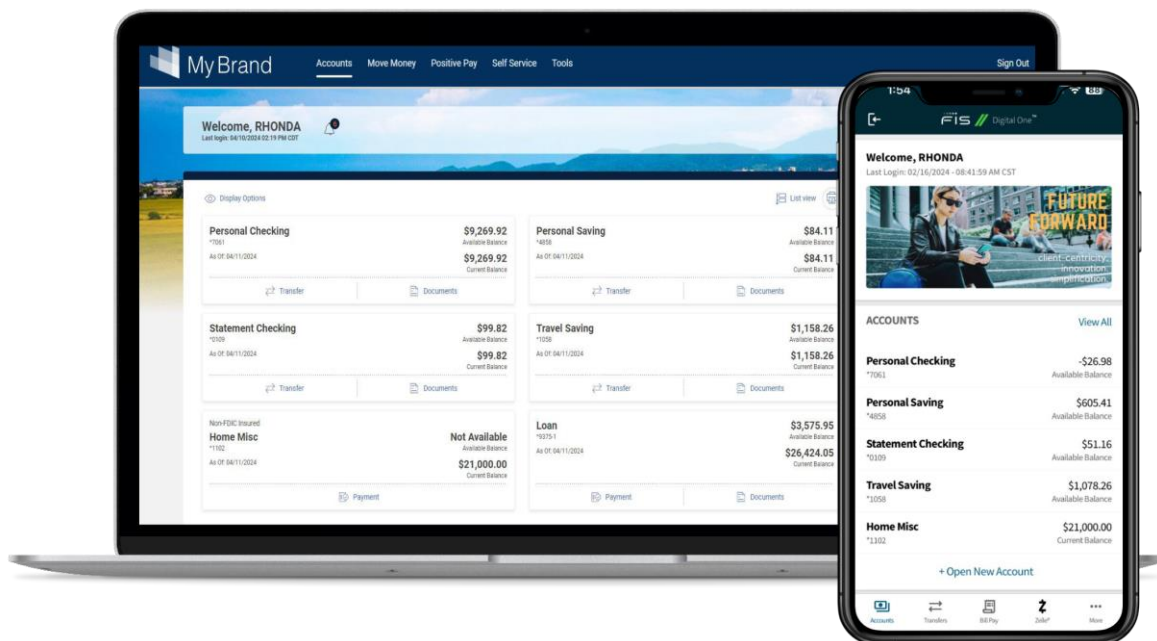 My Brand
Accounts Move Money Positive Pay Self Service Tools
Sign Out
Welcome, RHONDA
Last login: 04/10/2024 02:19 PM CDT
Display Options
List view
Personal Checking $9,269.92
*7061 Available Balance
As Of: 04/11/2024 $9,269.92
Current Balance
Transfer Documents
Personal Saving $84.11
*4858 Available Balance
As Of: 04/11/2024 $84.11
Current Balance
Transfer Documents
Statement Checking $99.82
*0109 Available Balance
As Of: 04/11/2024 $99.82
Current Balance
Transfer Documents
Travel Saving $1,158.26
*1058 Available Balance
As Of: 04/11/2024 $1,158.26
Current Balance
Transfer Documents
Non-FDIC Insured
Home Misc Not Available
*1102 Available Balance
As Of: 04/11/2024 $21,000.00
Current Balance
Payment
Loan $3,575.95
*9375-1 Available Balance
As Of: 04/11/2024 $26,424.05
Current Balance
Payment Documents
1:54 88
FIS Digital One™
Welcome, RHONDA
Last Login: 02/16/2024 - 08:41:59 AM CST
FUTURE
FORWARD
client-centricity
innovation
simplification
ACCOUNTS View All
Personal Checking -$26.98
*7061 Available Balance
Personal Saving $605.41
*4858 Available Balance
Statement Checking $51.16
*0109 Available Balance
Travel Saving $1,078.26
*1058 Available Balance
Home Misc $21,000.00
*1102 Current Balance
+ Open New Account
Accounts Transfers Bill Pay Zelle® More